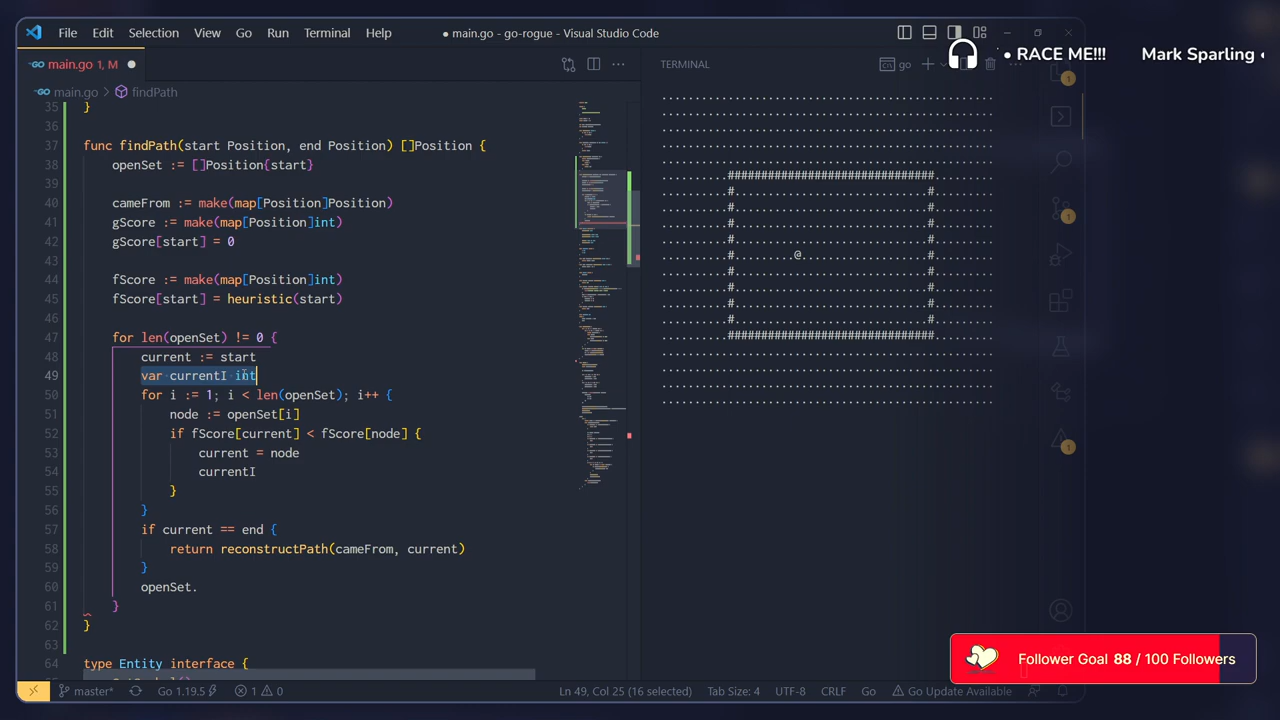 File Edit Selection View Go Run Terminal Help
● main.go - go-rogue - Visual Studio Code
• RACE ME!!! Mark Sparling •
main.go 1, M ●
TERMINAL
go
main.go > findPath
35 }
36
37 func findPath(start Position, end Position) []Position {
38 openSet := []Position{start}
39
40 cameFrom := make(map[Position]Position)
41 gScore := make(map[Position]int)
42 gScore[start] = 0
43
44 fScore := make(map[Position]int)
45 fScore[start] = heuristic(start)
46
47 for len(openSet) != 0 {
48 current := start
49 var currentI int
50 for i := 1; i < len(openSet); i++ {
51 node := openSet[i]
52 if fScore[current] < fScore[node] {
53 current = node
54 currentI
55 }
56 }
57 if current == end {
58 return reconstructPath(cameFrom, current)
59 }
60 openSet.
61 }
62 }
63
64 type Entity interface {
..................................................
..................................................
..................................................
..................................................
..................................................
..........###############################.........
..........#.............................#.........
..........#.............................#.........
..........#.............................#.........
..........#.............................#.........
..........#.........@...................#.........
..........#.............................#.........
..........#.............................#.........
..........#.............................#.........
..........#.............................#.........
..........###############################.........
..................................................
..................................................
..................................................
..................................................
1
1
1
Follower Goal 88 / 100 Followers
master* Go 1.19.5 1 0 Ln 49, Col 25 (16 selected) Tab Size: 4 UTF-8 CRLF Go Go Update Available